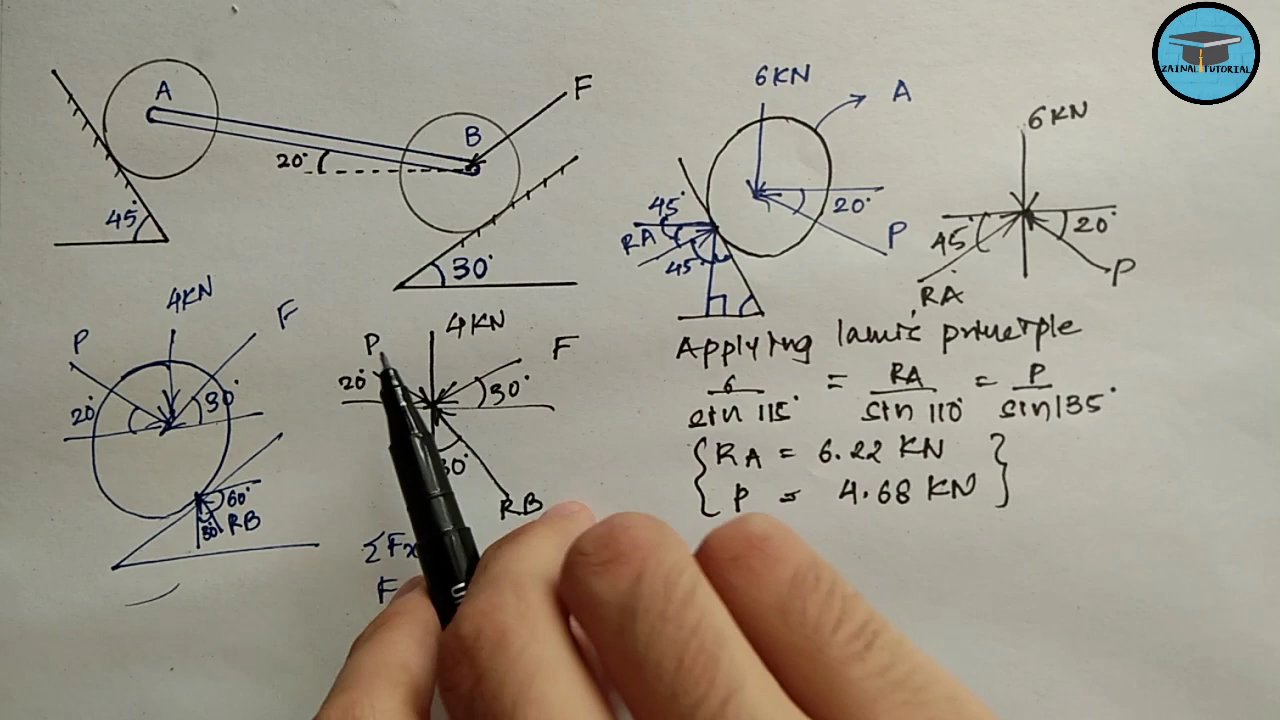 A
B
F
20°
45°
30°
6KN
A
45°
RA
45°
20°
P
6KN
45°
20°
RA
P
4KN
P
F
20°
30°
60°
30°
RB
4KN
P
F
20°
30°
30°
RB
ΣFx
F
Applying lami's principle
6/sin 115° = RA/sin 110° = P/sin 135°
{ RA = 6.22 KN }
{ P = 4.68 KN }
ZAINAL TUTORIAL